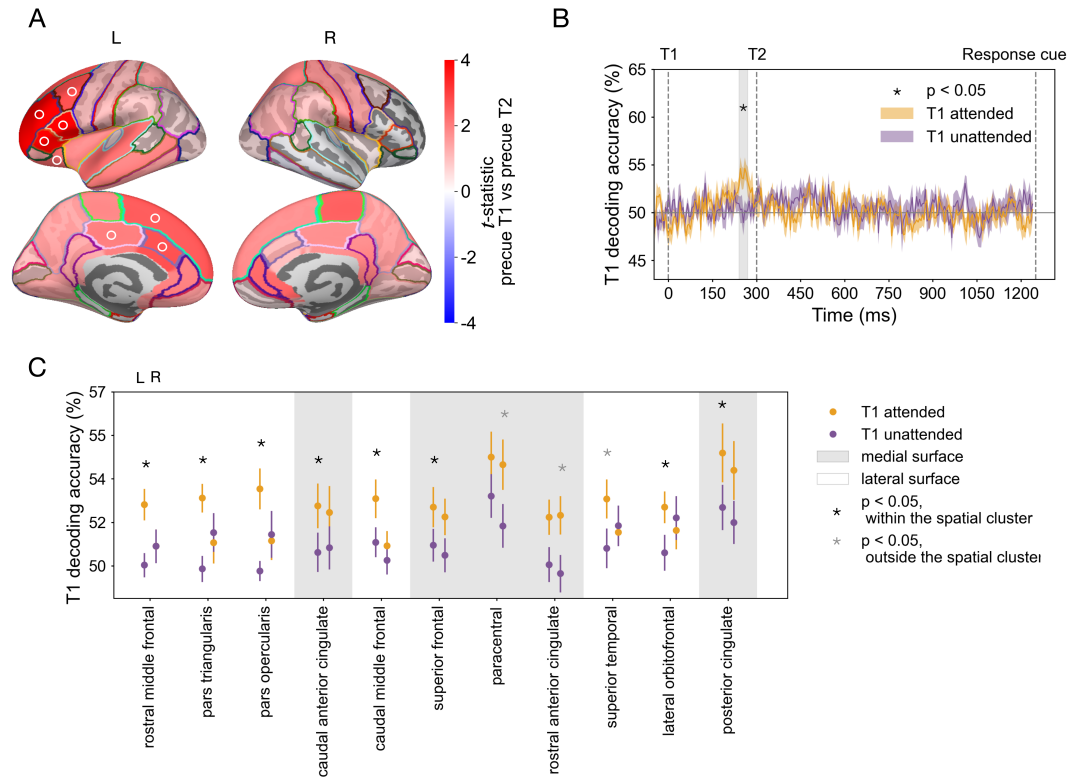 A
L
R
4
2
0
-2
-4
t-statistic
precue T1 vs precue T2
B
T1
T2
Response cue
65
60
55
50
45
T1 decoding accuracy (%)
* p < 0.05
T1 attended
T1 unattended
0 150 300 450 600 750 900 1050 1200
Time (ms)
*
C
L R
57
55
53
52
50
T1 decoding accuracy (%)
* * * * * * * * * * *
rostral middle frontal
pars triangularis
pars opercularis
caudal anterior cingulate
caudal middle frontal
superior frontal
paracentral
rostral anterior cingulate
superior temporal
lateral orbitofrontal
posterior cingulate
T1 attended
T1 unattended
medial surface
lateral surface
* p < 0.05,
within the spatial cluster
* p < 0.05,
outside the spatial cluster